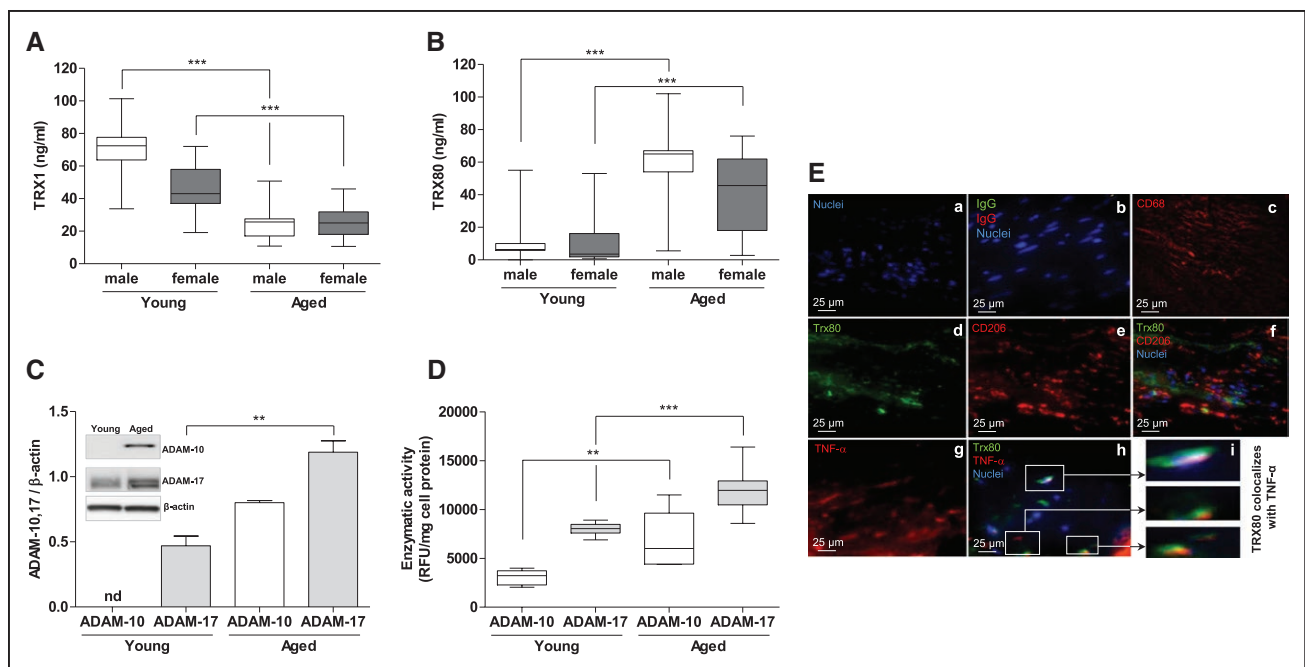 A
***
***
TRX1 (ng/ml)
120
100
80
60
40
20
0
male female male female
Young Aged
B
***
***
TRX80 (ng/ml)
120
100
80
60
40
20
0
male female male female
Young Aged
C
**
ADAM-10,17 / β-actin
1.5
1.0
0.5
0.0
Young Aged
ADAM-10
ADAM-17
β-actin
nd
ADAM-10 ADAM-17 ADAM-10 ADAM-17
Young Aged
D
***
**
Enzymatic activity
(RFU/mg cell protein)
20000
15000
10000
5000
0
ADAM-10 ADAM-17 ADAM-10 ADAM-17
Young Aged
E
Nuclei
a
25 µm
IgG
IgG
Nuclei
b
25 µm
CD68
c
25 µm
Trx80
d
25 µm
CD206
e
25 µm
Trx80
CD206
Nuclei
f
25 µm
TNF-α
g
25 µm
Trx80
TNF-α
Nuclei
h
25 µm
i
TRX80 colocalizes
with TNF-α